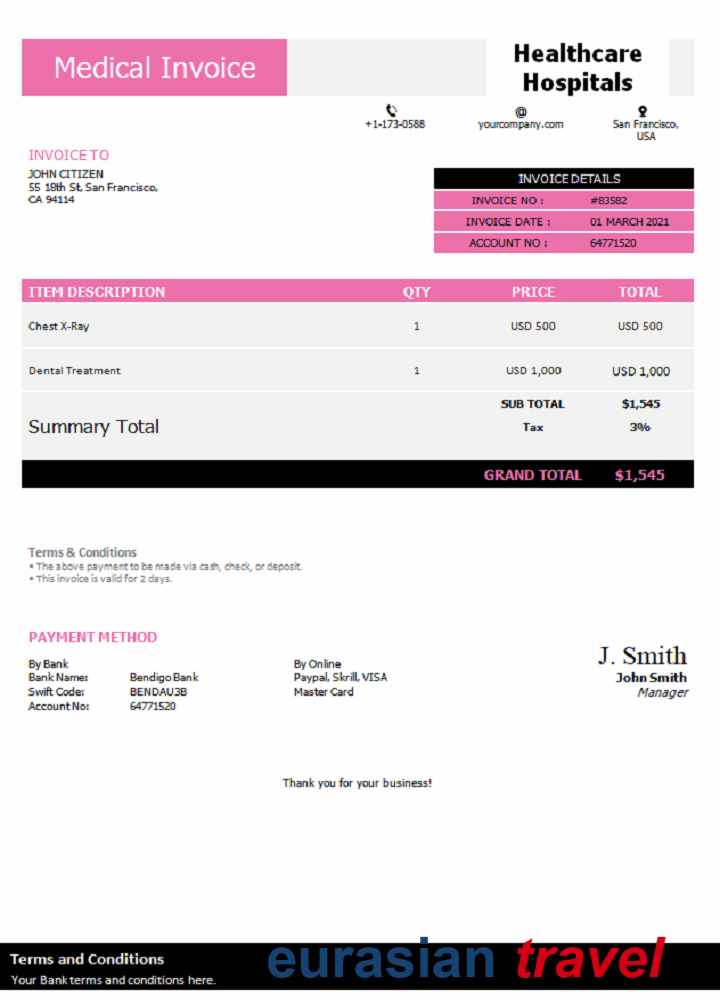 Medical Invoice
Healthcare
Hospitals
+1-173-0588
@
yourcompany.com
San Francisco,
USA
INVOICE TO
JOHN CITIZEN
55 18th St, San Francisco,
CA 94114
INVOICE DETAILS
INVOICE NO : #83582
INVOICE DATE : 01 MARCH 2021
ACCOUNT NO : 64771520
ITEM DESCRIPTION QTY PRICE TOTAL
Chest X-Ray 1 USD 500 USD 500
Dental Treatment 1 USD 1,000 USD 1,000
SUB TOTAL $1,545
Summary Total
Tax 3%
GRAND TOTAL $1,545
Terms & Conditions
• The above payment to be made via cash, check, or deposit.
• This invoice is valid for 2 days.
PAYMENT METHOD
By Bank
Bank Name: Bendigo Bank
Swift Code: BENDAU3B
Account No: 64771520
By Online
Paypal, Skrill, VISA
Master Card
J. Smith
John Smith
Manager
Thank you for your business!
Terms and Conditions
Your Bank terms and conditions here.
eurasian travel